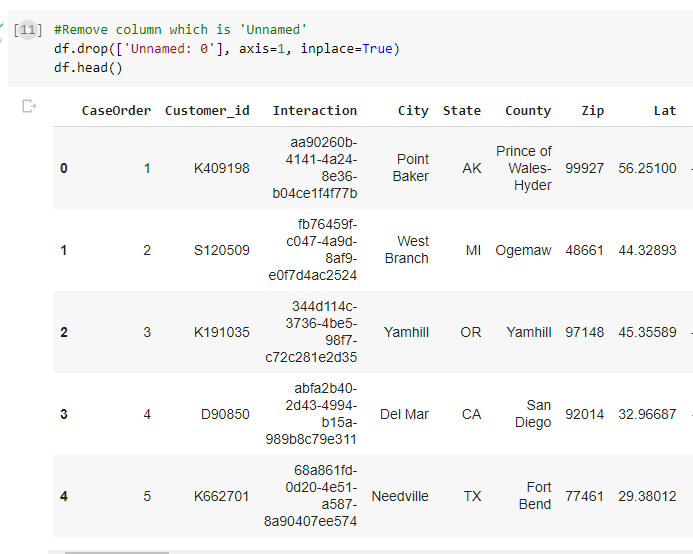 [11] #Remove column which is 'Unnamed'
df.drop(['Unnamed: 0'], axis=1, inplace=True)
df.head()
CaseOrder Customer_id Interaction City State County Zip Lat
0 1 K409198 aa90260b-4141-4a24-8e36-b04ce1f4f77b Point Baker AK Prince of Wales-Hyder 99927 56.25100
1 2 S120509 fb76459f-c047-4a9d-8af9-e0f7d4ac2524 West Branch MI Ogemaw 48661 44.32893
2 3 K191035 344d114c-3736-4be5-98f7-c72c281e2d35 Yamhill OR Yamhill 97148 45.35589
3 4 D90850 abfa2b40-2d43-4994-b15a-989b8c79e311 Del Mar CA San Diego 92014 32.96687
4 5 K662701 68a861fd-0d20-4e51-a587-8a90407ee574 Needville TX Fort Bend 77461 29.38012